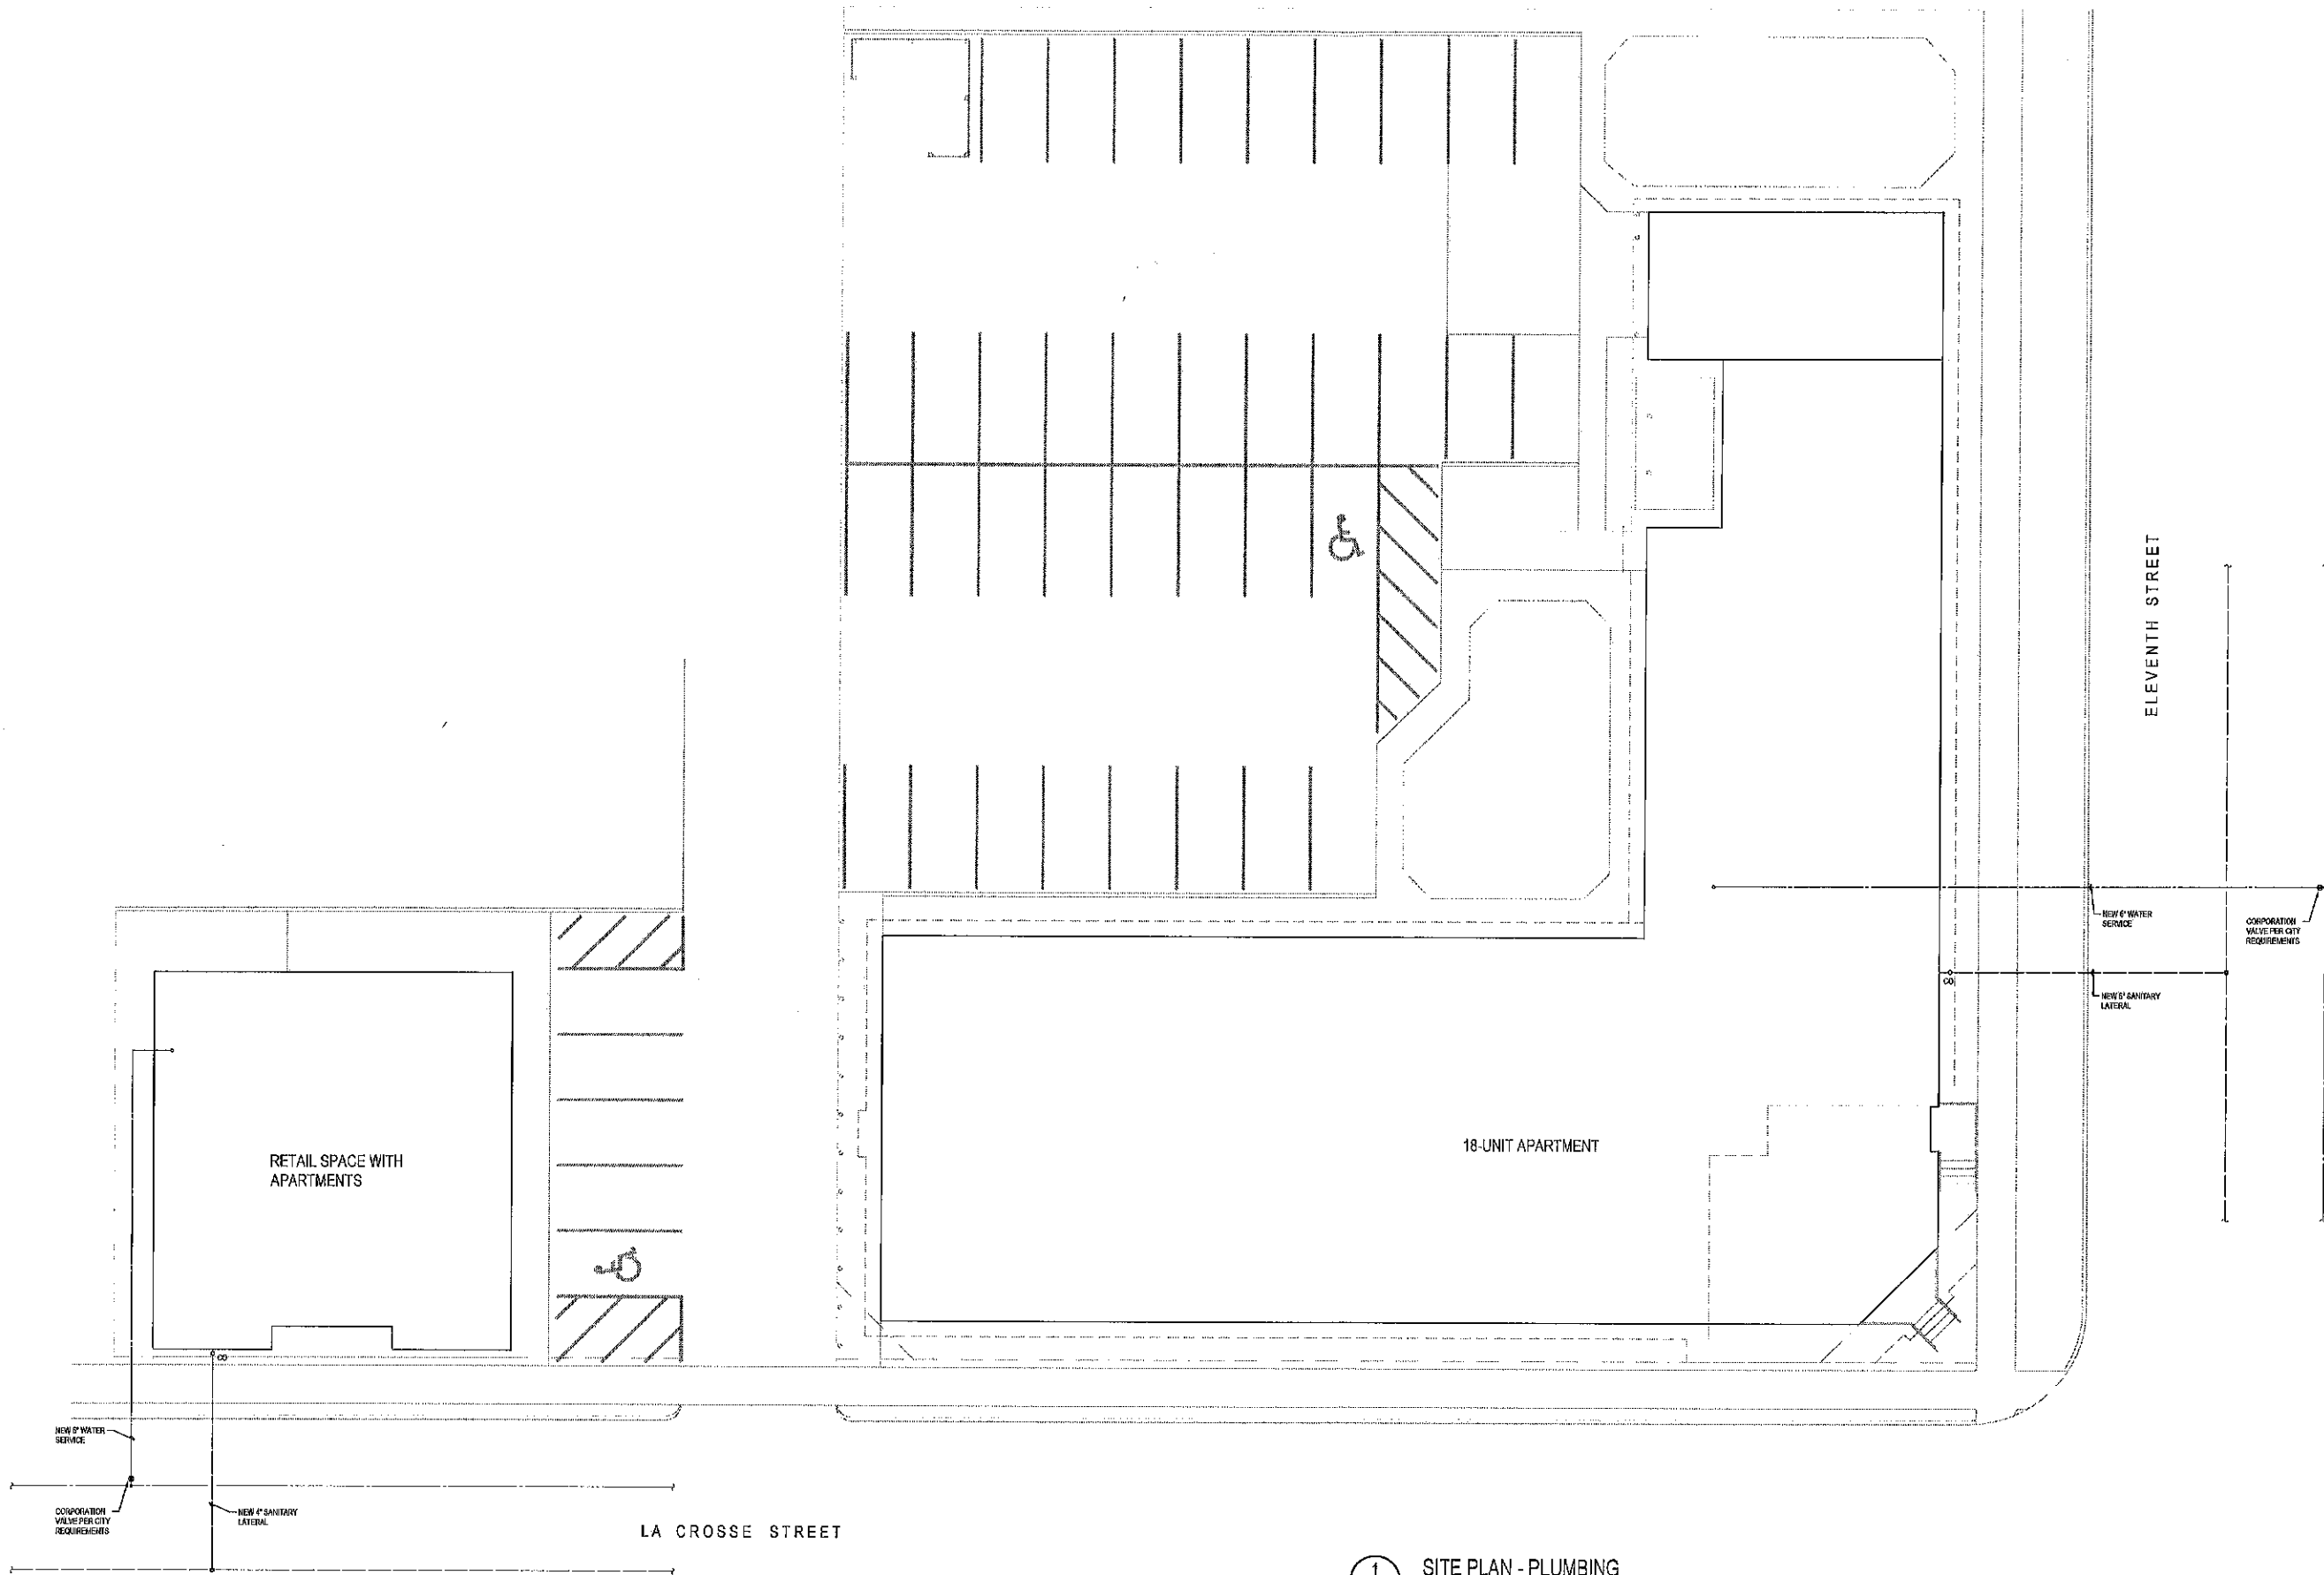 ELEVENTH STREET
NEW 6" WATER
SERVICE
CORPORATION
VALVE PER CITY
REQUIREMENTS
CO
NEW 6" SANITARY
LATERAL
18-UNIT APARTMENT
RETAIL SPACE WITH
APARTMENTS
CO
WATER
SERVICE
CORPORATION
VALVE PER CITY
REQUIREMENTS
NEW 4" SANITARY
LATERAL
LA CROSSE STREET
1
SITE PLAN - PLUMBING